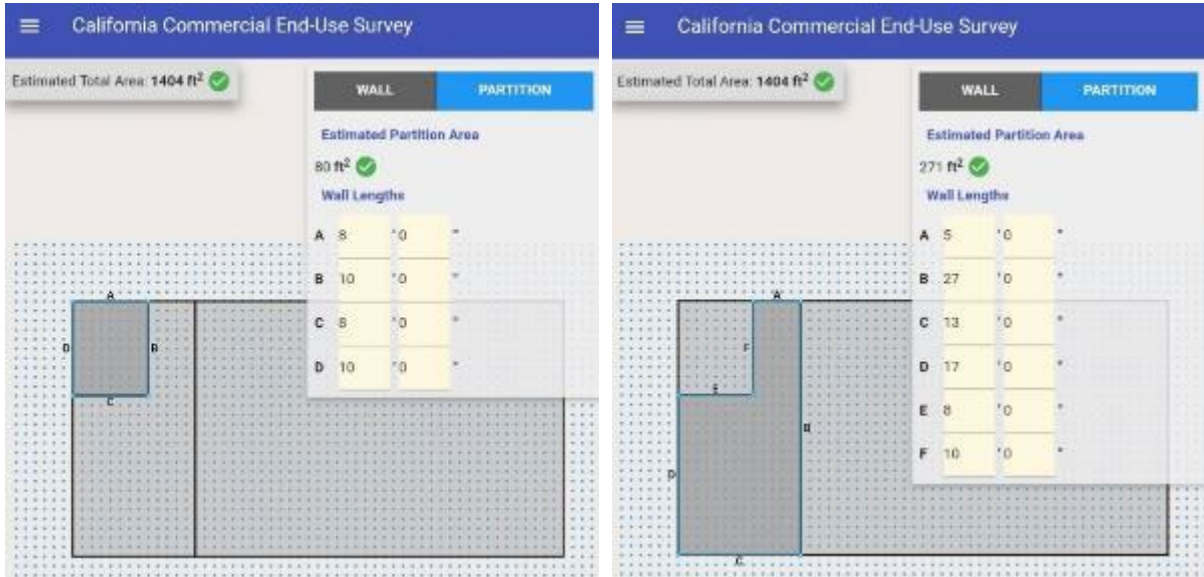 California Commercial End-Use Survey
Estimated Total Area: 1404 ft²
WALL PARTITION
Estimated Partition Area
80 ft²
Wall Lengths
A 8 ' 0 "
B 10 ' 0 "
C 8 ' 0 "
D 10 ' 0 "
A
D B
C
California Commercial End-Use Survey
Estimated Total Area: 1404 ft²
WALL PARTITION
Estimated Partition Area
271 ft²
Wall Lengths
A 5 ' 0 "
B 27 ' 0 "
C 13 ' 0 "
D 17 ' 0 "
E 8 ' 0 "
F 10 ' 0 "
A
F
E
B
D
C